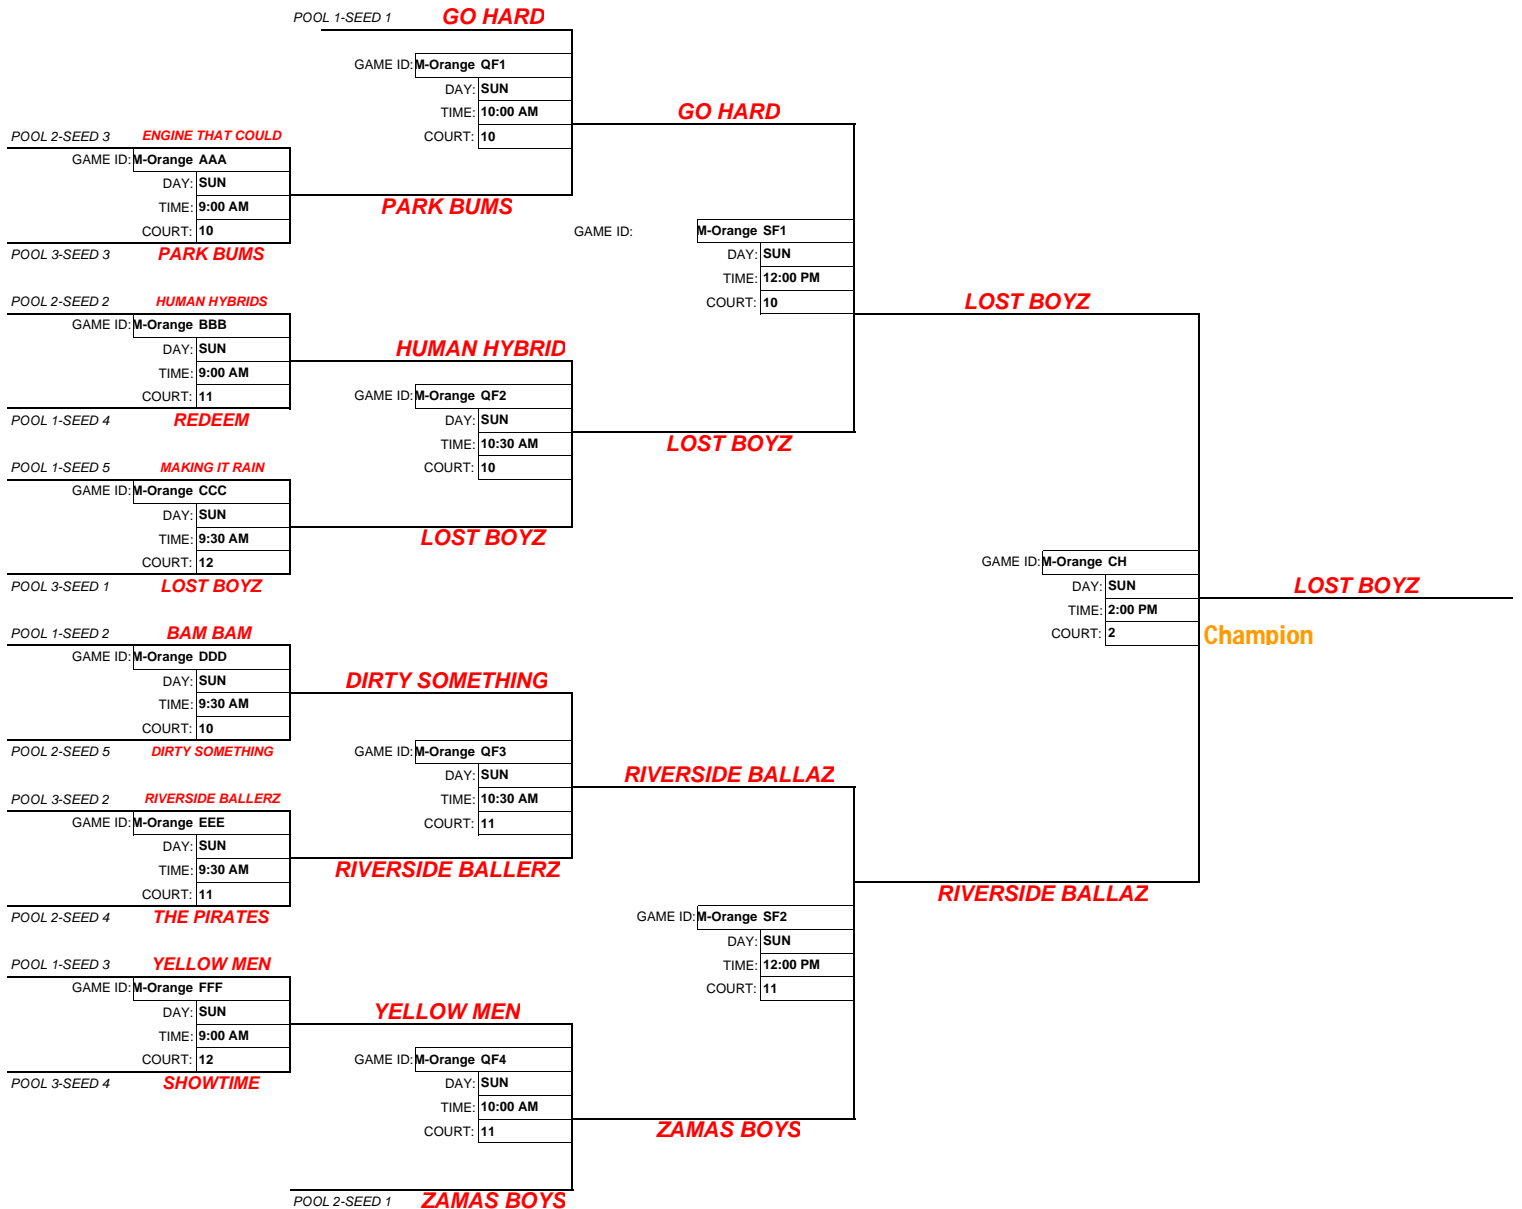 POOL 1-SEED 1 GO HARD
GAME ID: M-Orange QF1
DAY: SUN
TIME: 10:00 AM
COURT: 10
GO HARD
POOL 2-SEED 3 ENGINE THAT COULD
GAME ID: M-Orange AAA
DAY: SUN
TIME: 9:00 AM
COURT: 10
POOL 3-SEED 3 PARK BUMS
PARK BUMS
GAME ID: M-Orange SF1
DAY: SUN
TIME: 12:00 PM
COURT: 10
LOST BOYZ
POOL 2-SEED 2 HUMAN HYBRIDS
GAME ID: M-Orange BBB
DAY: SUN
TIME: 9:00 AM
COURT: 11
POOL 1-SEED 4 REDEEM
HUMAN HYBRID
GAME ID: M-Orange QF2
DAY: SUN
TIME: 10:30 AM
COURT: 10
LOST BOYZ
POOL 1-SEED 5 MAKING IT RAIN
GAME ID: M-Orange CCC
DAY: SUN
TIME: 9:30 AM
COURT: 12
POOL 3-SEED 1 LOST BOYZ
LOST BOYZ
GAME ID: M-Orange CH
DAY: SUN
TIME: 2:00 PM
COURT: 2
LOST BOYZ
Champion
POOL 1-SEED 2 BAM BAM
GAME ID: M-Orange DDD
DAY: SUN
TIME: 9:30 AM
COURT: 10
POOL 2-SEED 5 DIRTY SOMETHING
DIRTY SOMETHING
GAME ID: M-Orange QF3
DAY: SUN
TIME: 10:30 AM
COURT: 11
RIVERSIDE BALLAZ
POOL 3-SEED 2 RIVERSIDE BALLERZ
GAME ID: M-Orange EEE
DAY: SUN
TIME: 9:30 AM
COURT: 11
POOL 2-SEED 4 THE PIRATES
RIVERSIDE BALLERZ
RIVERSIDE BALLAZ
GAME ID: M-Orange SF2
DAY: SUN
TIME: 12:00 PM
COURT: 11
POOL 1-SEED 3 YELLOW MEN
GAME ID: M-Orange FFF
DAY: SUN
TIME: 9:00 AM
COURT: 12
POOL 3-SEED 4 SHOWTIME
YELLOW MEN
GAME ID: M-Orange QF4
DAY: SUN
TIME: 10:00 AM
COURT: 11
ZAMAS BOYS
POOL 2-SEED 1 ZAMAS BOYS